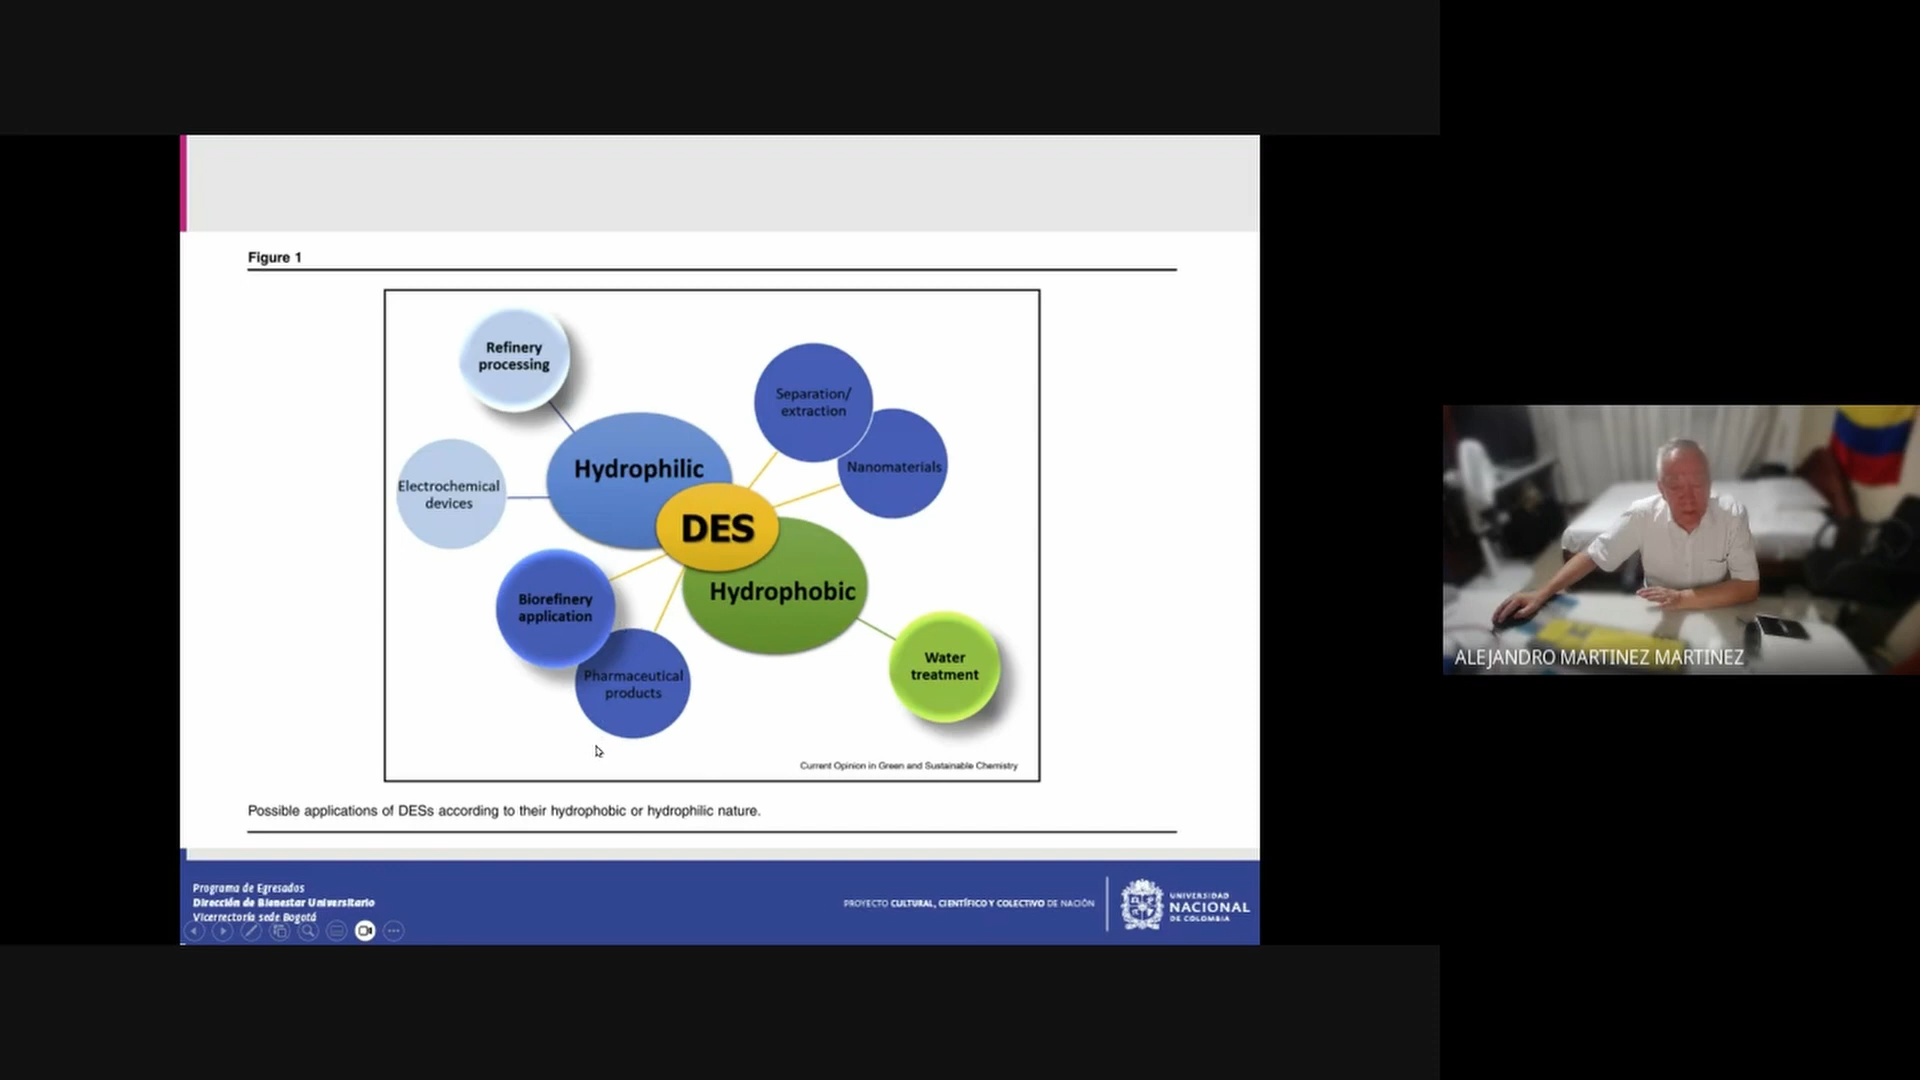 Figure 1
Refinery
processing
Separation/
extraction
Hydrophilic
Nanomaterials
Electrochemical
devices
DES
Hydrophobic
Biorefinery
application
Water
treatment
Pharmaceutical
products
Current Opinion in Green and Sustainable Chemistry
Possible applications of DESs according to their hydrophobic or hydrophilic nature.
Programa de Egresados
Dirección de Bienestar Universitario
Vicerrectoría sede Bogotá
PROYECTO CULTURAL, CIENTÍFICO Y COLECTIVO DE NACIÓN
UNIVERSIDAD
NACIONAL
DE COLOMBIA
ALEJANDRO MARTINEZ MARTINEZ